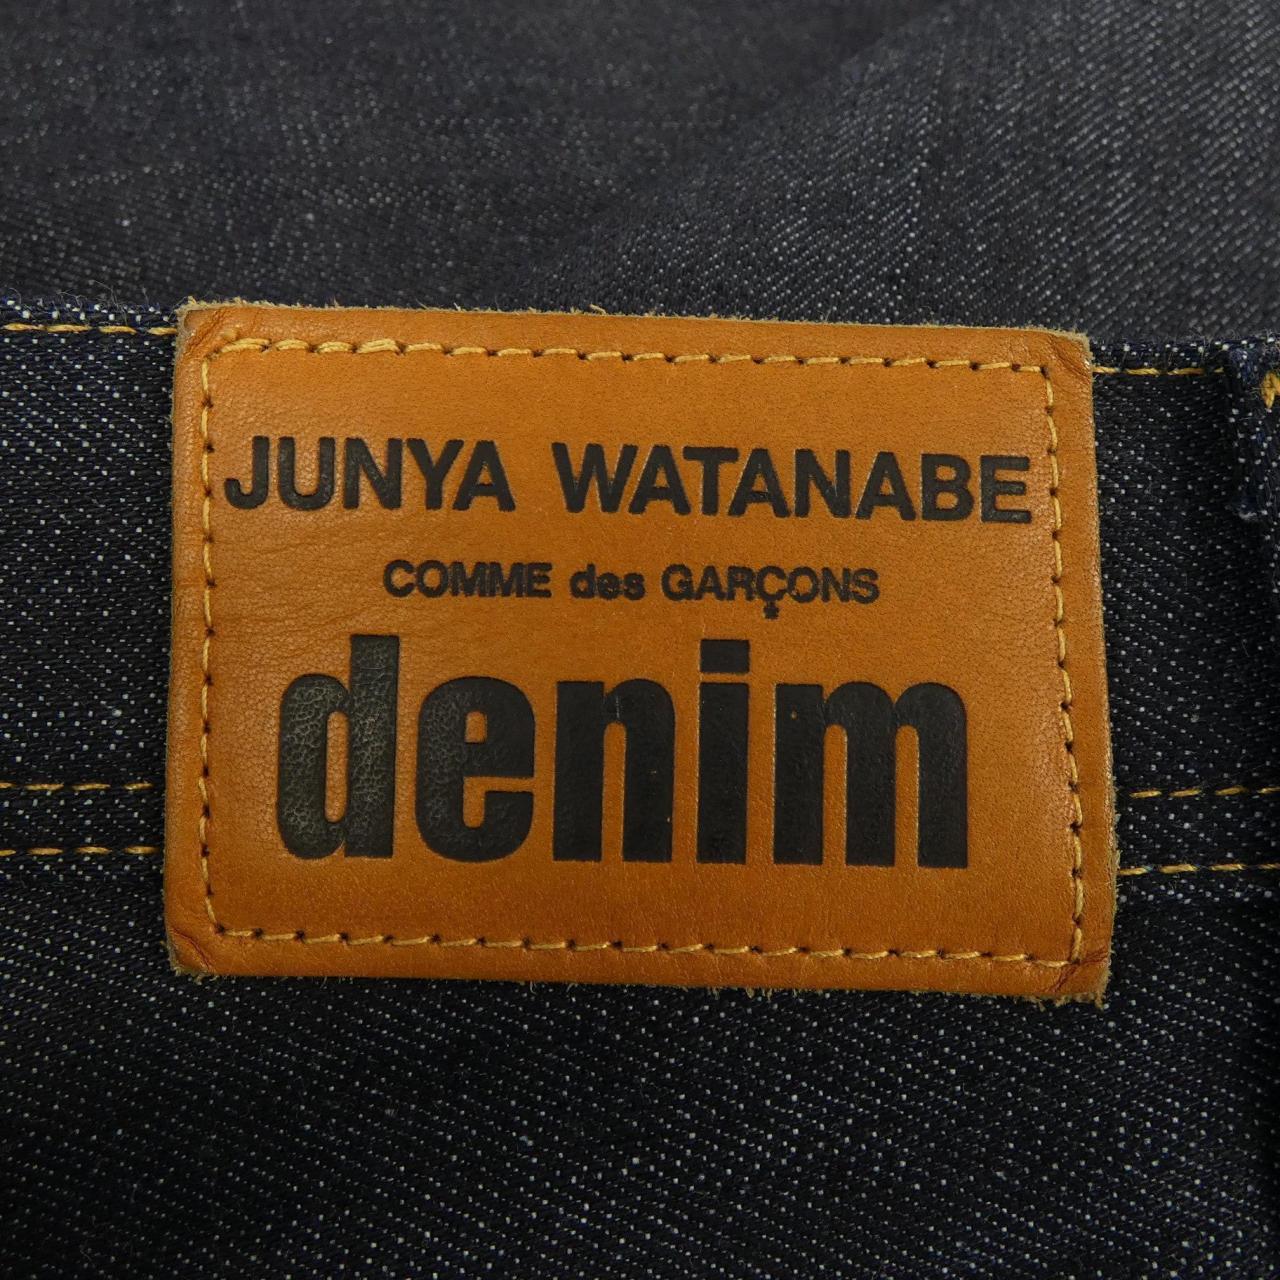 JUNYA WATANABE
COMME des GARÇONS
denim